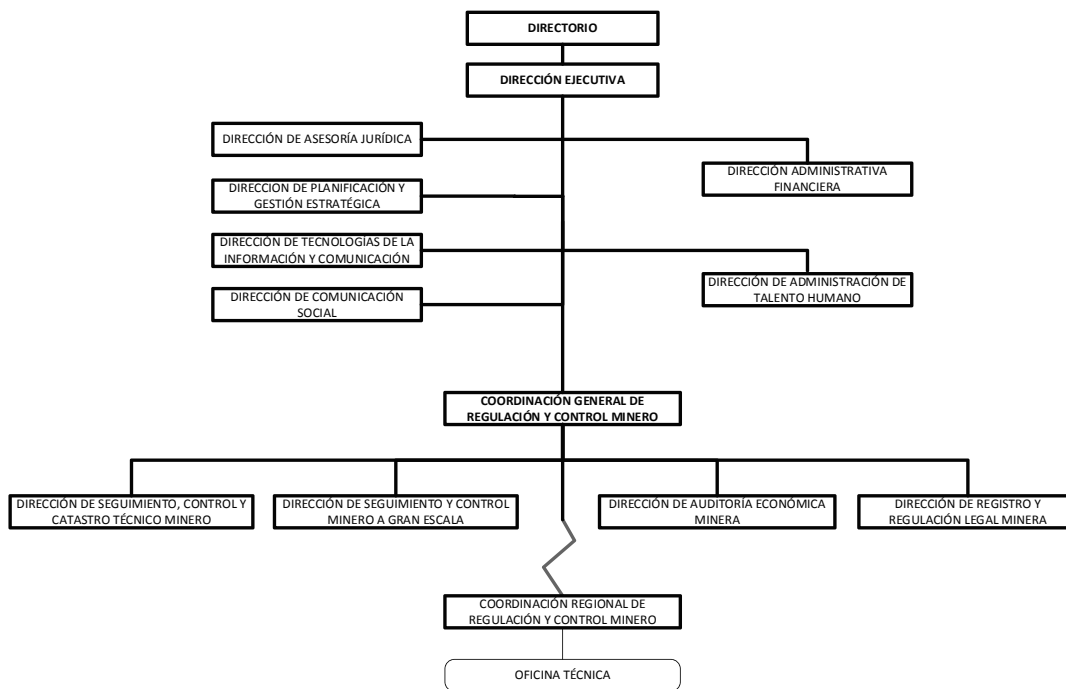 DIRECTORIO
DIRECCIÓN EJECUTIVA
DIRECCIÓN DE ASESORÍA JURÍDICA
DIRECCIÓN ADMINISTRATIVA
FINANCIERA
DIRECCION DE PLANIFICACIÓN Y
GESTIÓN ESTRATÉGICA
DIRECCIÓN DE TECNOLOGÍAS DE LA
INFORMACIÓN Y COMUNICACIÓN
DIRECCIÓN DE ADMINISTRACIÓN DE
TALENTO HUMANO
DIRECCIÓN DE COMUNICACIÓN
SOCIAL
COORDINACIÓN GENERAL DE
REGULACIÓN Y CONTROL MINERO
DIRECCIÓN DE SEGUIMIENTO, CONTROL Y
CATASTRO TÉCNICO MINERO
DIRECCIÓN DE SEGUIMIENTO Y CONTROL
MINERO A GRAN ESCALA
DIRECCIÓN DE AUDITORÍA ECONÓMICA
MINERA
DIRECCIÓN DE REGISTRO Y
REGULACIÓN LEGAL MINERA
COORDINACIÓN REGIONAL DE
REGULACIÓN Y CONTROL MINERO
OFICINA TÉCNICA